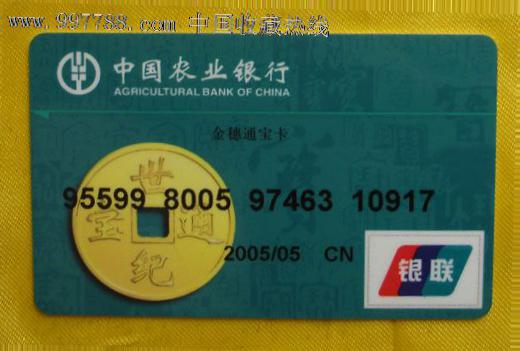 www.997788.com 中国收藏热线
中国农业银行
AGRICULTURAL BANK OF CHINA
金穗通宝卡
世
95599 8005 97463 10917
宝 通
2005/05 CN
纪
银联